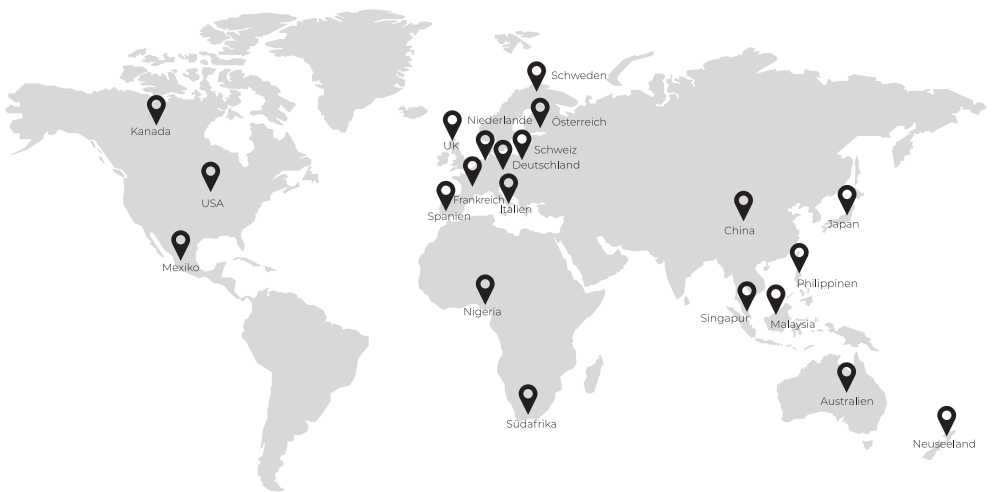 Schweden
Kanada
Niederlande
Österreich
UK
Schweiz
Deutschland
USA
Frankreich
Italien
Spanien
China
Japan
Mexiko
Philippinen
Nigeria
Singapur
Malaysia
Australien
Südafrika
Neuseeland